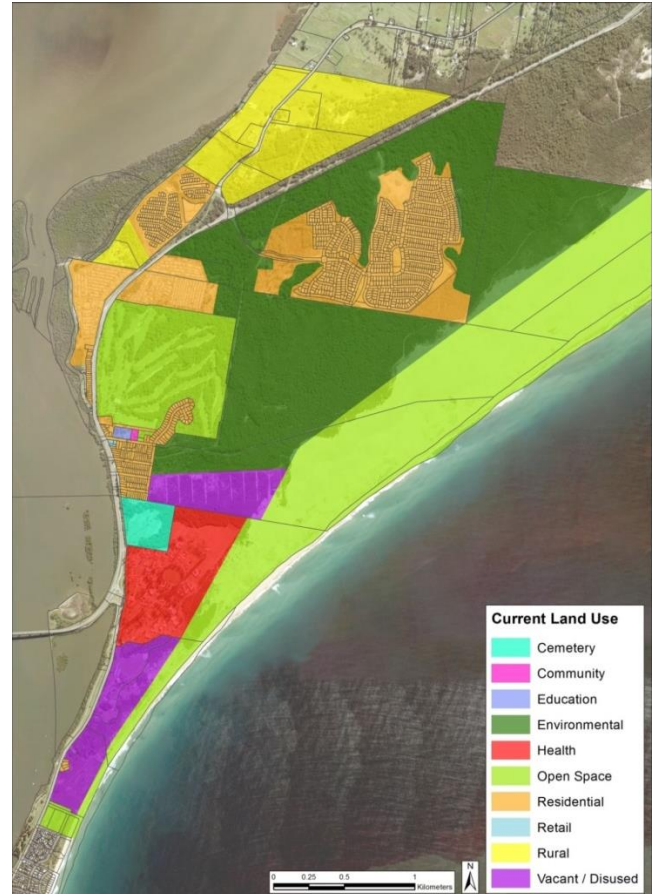 Current Land Use
Cemetery
Community
Education
Environmental
Health
Open Space
Residential
Retail
Rural
Vacant / Disused
0 0.25 0.5 1
Kilometers
N